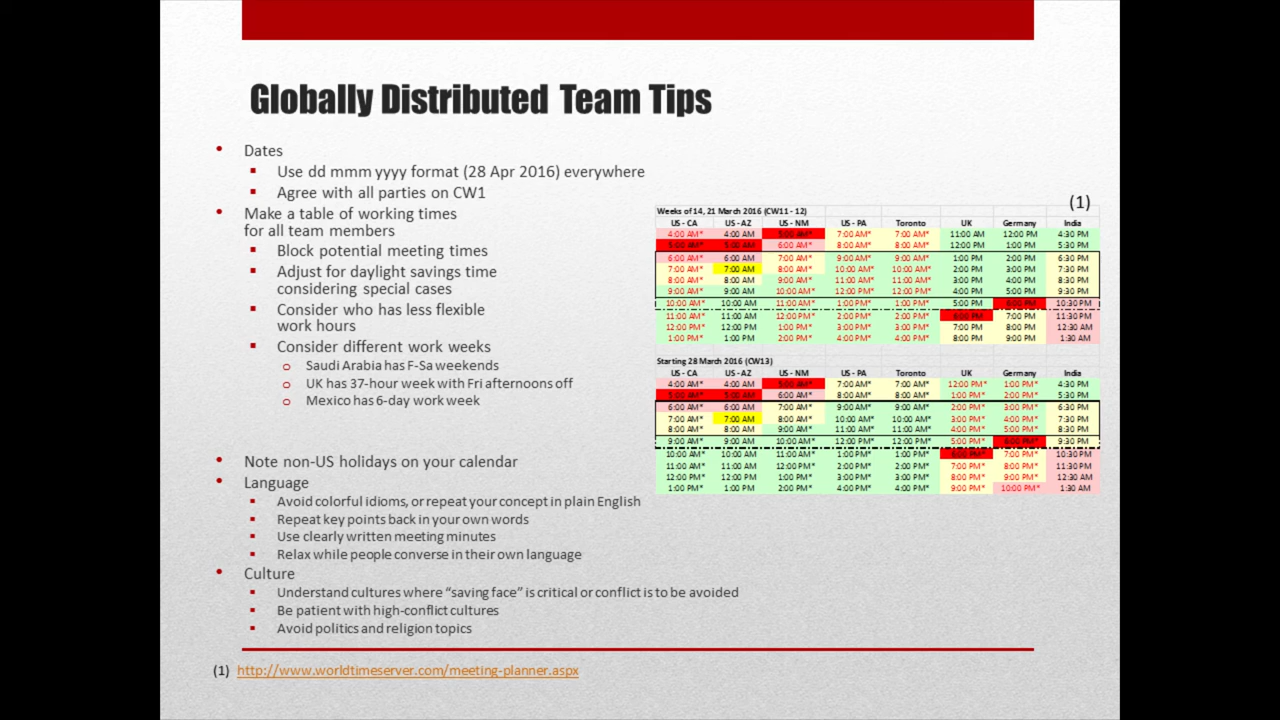 Globally Distributed Team Tips
Dates
Use dd mmm yyyy format (28 Apr 2016) everywhere
Agree with all parties on CW1
Make a table of working times
for all team members
Block potential meeting times
Adjust for daylight savings time
considering special cases
Consider who has less flexible
work hours
Consider different work weeks
Saudi Arabia has F-Sa weekends
UK has 37-hour week with Fri afternoons off
Mexico has 6-day work week
Note non-US holidays on your calendar
Language
Avoid colorful idioms, or repeat your concept in plain English
Repeat key points back in your own words
Use clearly written meeting minutes
Relax while people converse in their own language
Culture
Understand cultures where “saving face” is critical or conflict is to be avoided
Be patient with high-conflict cultures
Avoid politics and religion topics
(1)
Weeks of 14, 21 March 2016 (CW11 - 12)
US - CA US - AZ US - NM US - PA Toronto UK Germany India
4:00 AM* 4:00 AM 5:00 AM* 7:00 AM* 7:00 AM* 11:00 AM 12:00 PM 4:30 PM
5:00 AM* 5:00 AM 6:00 AM* 8:00 AM* 8:00 AM* 12:00 PM 1:00 PM 5:30 PM
6:00 AM* 6:00 AM 7:00 AM* 9:00 AM* 9:00 AM* 1:00 PM 2:00 PM 6:30 PM
7:00 AM* 7:00 AM 8:00 AM* 10:00 AM* 10:00 AM* 2:00 PM 3:00 PM 7:30 PM
8:00 AM* 8:00 AM 9:00 AM* 11:00 AM* 11:00 AM* 3:00 PM 4:00 PM 8:30 PM
9:00 AM* 9:00 AM 10:00 AM* 12:00 PM* 12:00 PM* 4:00 PM 5:00 PM 9:30 PM
10:00 AM* 10:00 AM 11:00 AM* 1:00 PM* 1:00 PM* 5:00 PM 6:00 PM 10:30 PM
11:00 AM* 11:00 AM 12:00 PM* 2:00 PM* 2:00 PM* 6:00 PM 7:00 PM 11:30 PM
12:00 PM* 12:00 PM 1:00 PM* 3:00 PM* 3:00 PM* 7:00 PM 8:00 PM 12:30 AM
1:00 PM* 1:00 PM 2:00 PM* 4:00 PM* 4:00 PM* 8:00 PM 9:00 PM 1:30 AM
Starting 28 March 2016 (CW13)
US - CA US - AZ US - NM US - PA Toronto UK Germany India
4:00 AM* 4:00 AM 5:00 AM* 7:00 AM* 7:00 AM* 12:00 PM* 1:00 PM* 4:30 PM
5:00 AM* 5:00 AM 6:00 AM* 8:00 AM* 8:00 AM* 1:00 PM* 2:00 PM* 5:30 PM
6:00 AM* 6:00 AM 7:00 AM* 9:00 AM* 9:00 AM* 2:00 PM* 3:00 PM* 6:30 PM
7:00 AM* 7:00 AM 8:00 AM* 10:00 AM* 10:00 AM* 3:00 PM* 4:00 PM* 7:30 PM
8:00 AM* 8:00 AM 9:00 AM* 11:00 AM* 11:00 AM* 4:00 PM* 5:00 PM* 8:30 PM
9:00 AM* 9:00 AM 10:00 AM* 12:00 PM* 12:00 PM* 5:00 PM* 6:00 PM* 9:30 PM
10:00 AM* 10:00 AM 11:00 AM* 1:00 PM* 1:00 PM* 6:00 PM* 7:00 PM* 10:30 PM
11:00 AM* 11:00 AM 12:00 PM* 2:00 PM* 2:00 PM* 7:00 PM* 8:00 PM* 11:30 PM
12:00 PM* 12:00 PM 1:00 PM* 3:00 PM* 3:00 PM* 8:00 PM* 9:00 PM* 12:30 AM
1:00 PM* 1:00 PM 2:00 PM* 4:00 PM* 4:00 PM* 9:00 PM* 10:00 PM* 1:30 AM
(1) http://www.worldtimeserver.com/meeting-planner.aspx